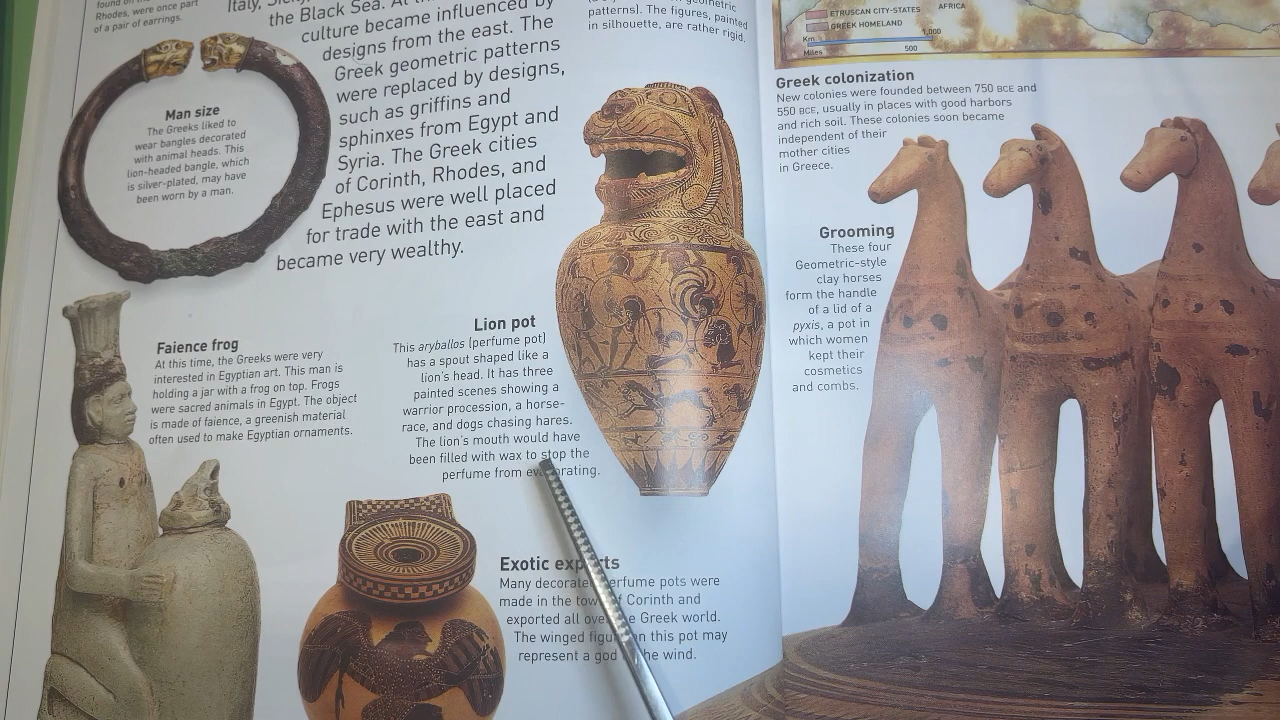 found on
Rhodes, were once part
of a pair of earrings.
Italy,
the Black Sea. At
culture became influenced by
designs from the east. The
Greek geometric patterns
were replaced by designs,
such as griffins and
sphinxes from Egypt and
Syria. The Greek cities
of Corinth, Rhodes, and
Ephesus were well placed
for trade with the east and
became very wealthy.
Man size
The Greeks liked to
wear bangles decorated
with animal heads. This
lion-headed bangle, which
is silver-plated, may have
been worn by a man.
geometric
patterns). The figures, painted
in silhouette, are rather rigid.
Faience frog
At this time, the Greeks were very
interested in Egyptian art. This man is
holding a jar with a frog on top. Frogs
were sacred animals in Egypt. The object
is made of faience, a greenish material
often used to make Egyptian ornaments.
Lion pot
This aryballos (perfume pot)
has a spout shaped like a
lion's head. It has three
painted scenes showing a
warrior procession, a horse-
race, and dogs chasing hares.
The lion's mouth would have
been filled with wax to stop the
perfume from evaporating.
Exotic exports
Many decorated perfume pots were
made in the town of Corinth and
exported all over the Greek world.
The winged figure on this pot may
represent a god of the wind.
ETRUSCAN CITY-STATES
GREEK HOMELAND
AFRICA
Km 1,000
Miles 500
Greek colonization
New colonies were founded between 750 BCE and
550 BCE, usually in places with good harbors
and rich soil. These colonies soon became
independent of their
mother cities
in Greece.
Grooming
These four
Geometric-style
clay horses
form the handle
of a lid of a
pyxis, a pot in
which women
kept their
cosmetics
and combs.